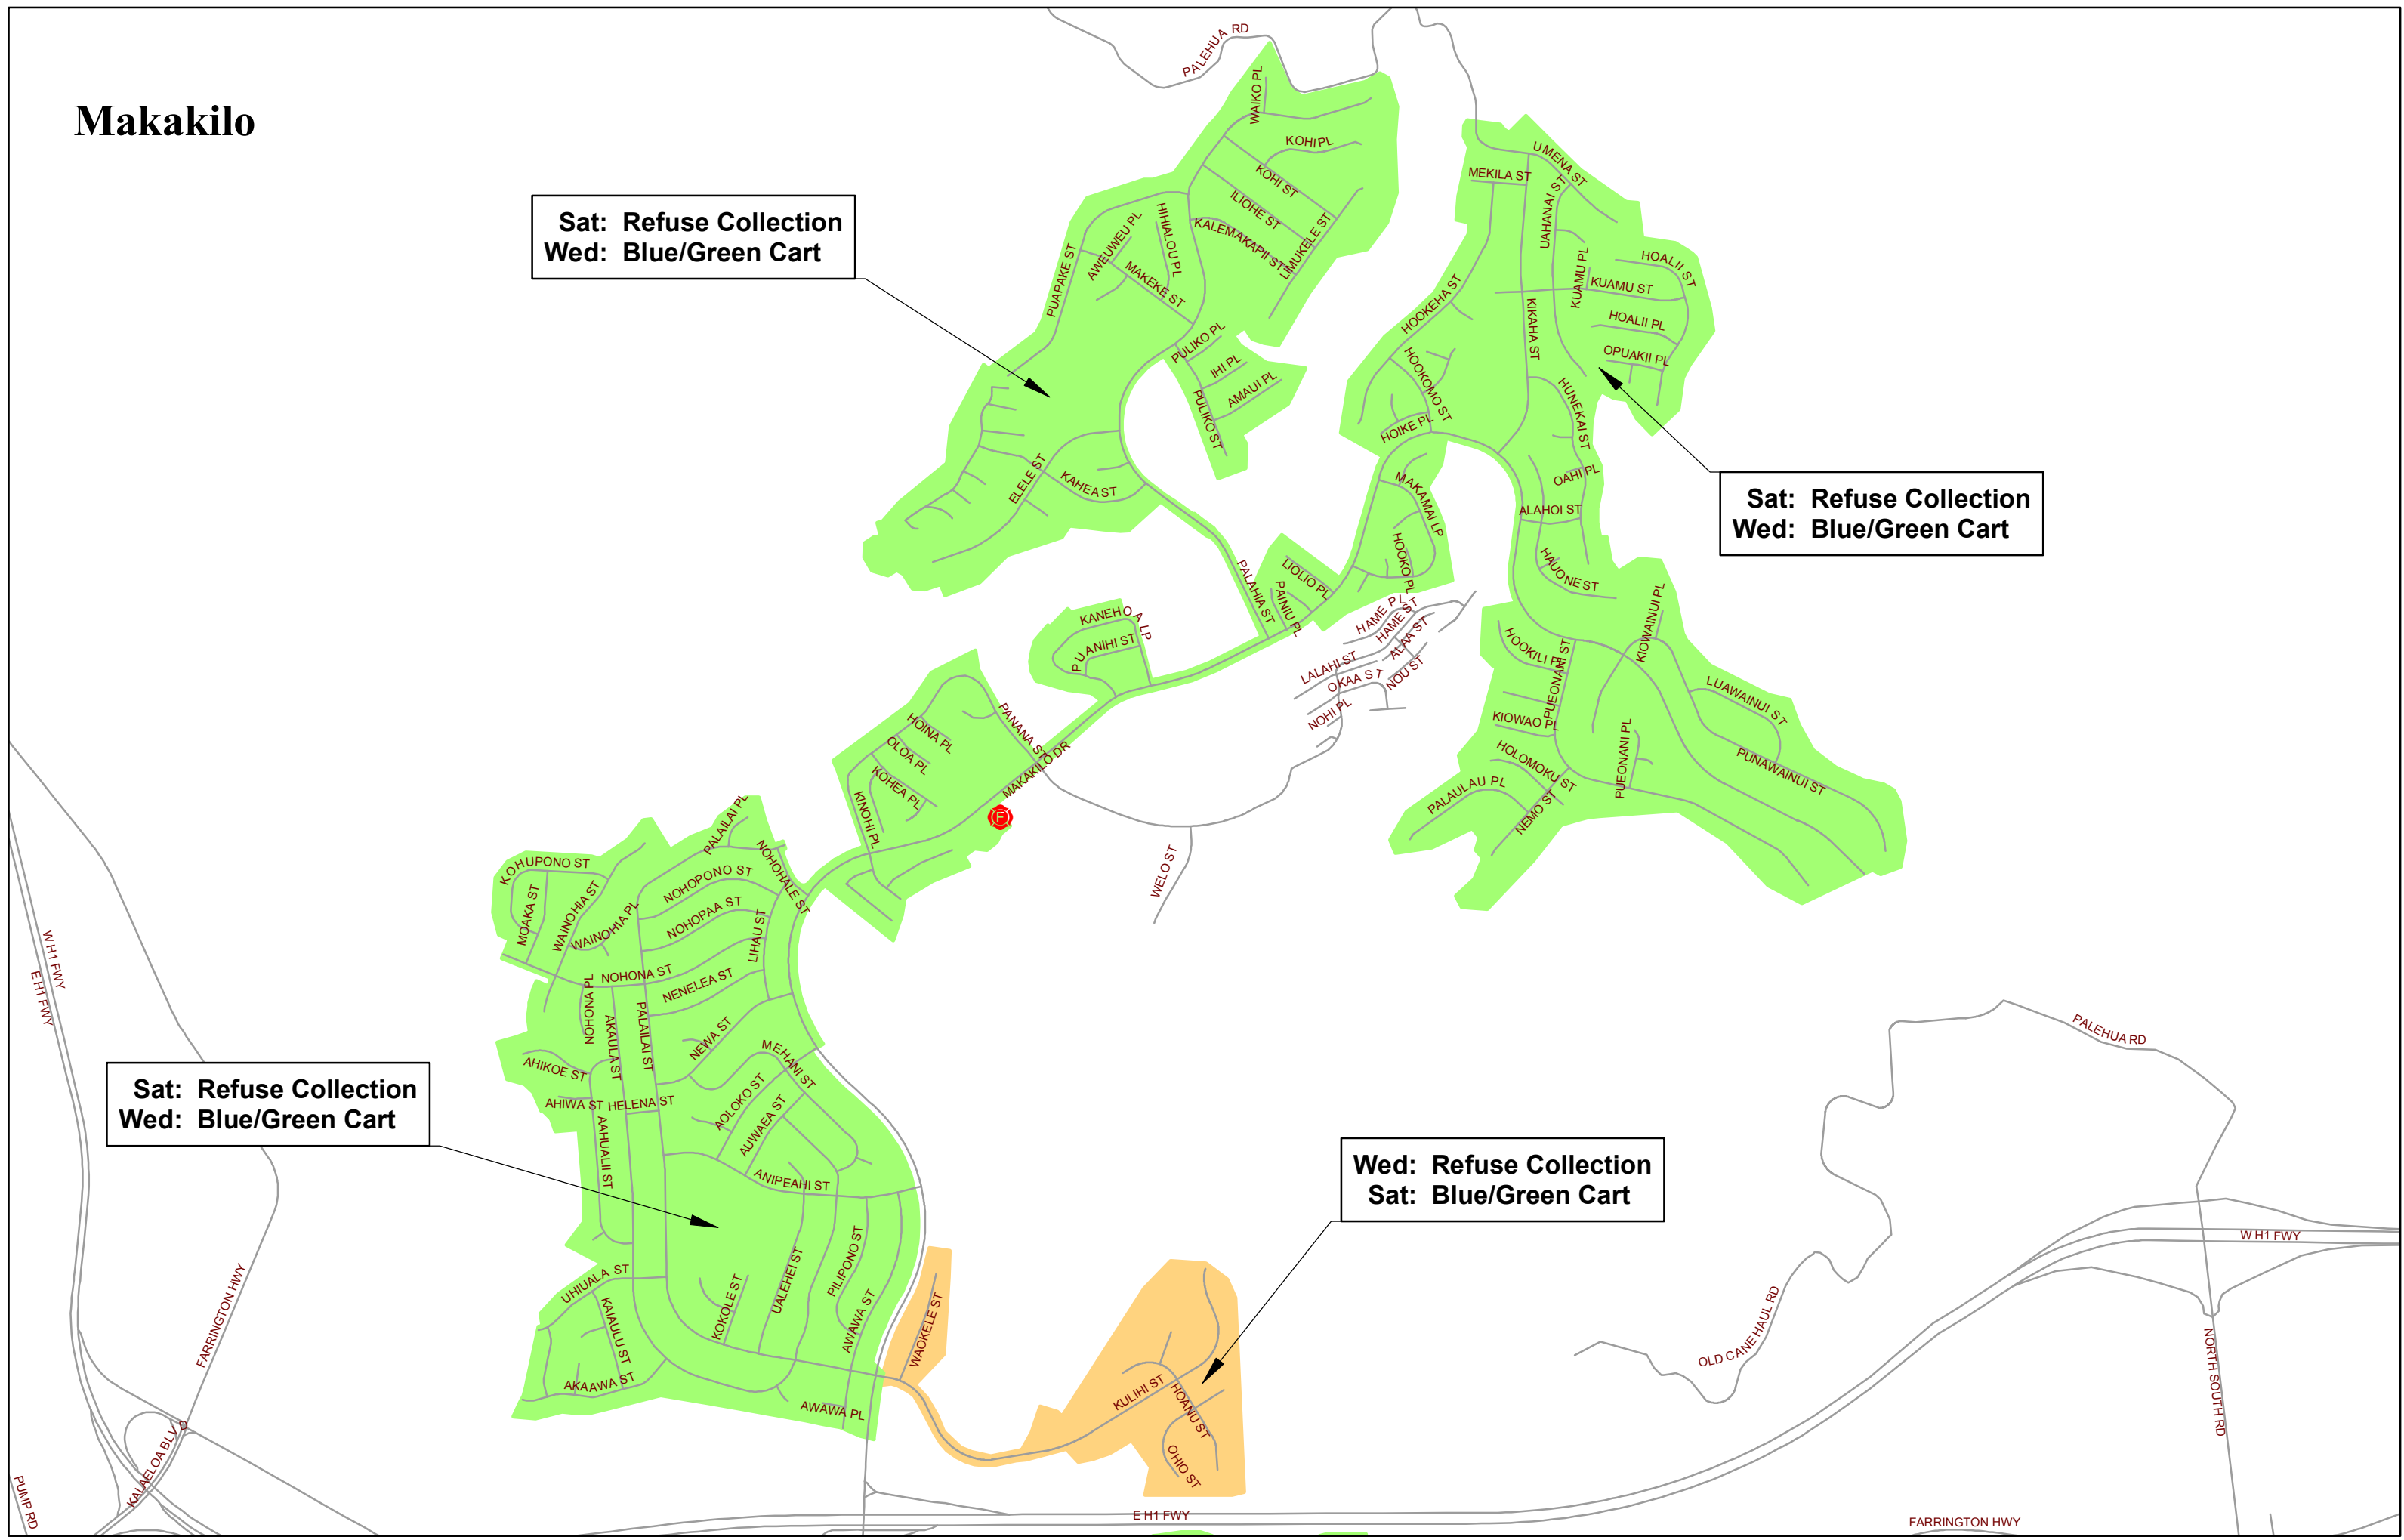 Makakilo
PALEHUA RD
WAIKO PL
KOHI PL
KOHI ST
ILIOHE ST
KALEMAKAPII ST
LIMUKELE ST
HIHIALOU PL
AWEUWEU PL
MAKEKE ST
PUAPAKE ST
Sat: Refuse Collection
Wed: Blue/Green Cart
PULIKO PL
IHI PL
AMAUI PL
PULIKO ST
ELELE ST
KAHEA ST
UMENA ST
MEKILA ST
UAHANAI ST
KUAMU PL
HOALII ST
KUAMU ST
HOALII PL
OPUAKII PL
KIKAHA ST
HOOKEHA ST
HOOKOMO ST
HOIKE PL
HUNEKAI ST
OAHI PL
ALAHOI ST
HAUONE ST
Sat: Refuse Collection
Wed: Blue/Green Cart
MAKAMAI LP
HOOKO PL
LIOLIO PL
PAINIU PL
PALAHIA ST
KANEHOA LP
PUANIHI ST
HAME PL
HAME ST
ALAA ST
LALAHI ST
OKAA ST
NOU ST
NOHI PL
HOOKILI PL
PUEONANI ST
KIOWAINUI PL
KIOWAO PL
LUAWAINUI ST
PUNAWAINUI ST
PUEONANI PL
HOLOMOKU ST
PALAULAU PL
NEMO ST
PANANA ST
MAKAKILO DR
HOINA PL
OLOA PL
KOHEA PL
KINOHI PL
(F)
WELO ST
PALAILAI PL
NOHOHALE ST
KOHUPONO ST
MOAKA ST
WAINOHIA ST
WAINOHIA PL
NOHOPONO ST
NOHOPAA ST
LIHAU ST
NOHONA ST
NENELEA ST
NOHONA PL
AKAULA ST
PALAILAI ST
NEWA ST
MEHANI ST
AHIKOE ST
AHIWA ST
HELENA ST
AOLOKO ST
AUWAEA ST
AAHUALII ST
ANIPEAHI ST
Sat: Refuse Collection
Wed: Blue/Green Cart
UHIUALA ST
KAIAULU ST
AKAAWA ST
KOKOLE ST
UALEHEI ST
PILIPONO ST
AWAWA ST
AWAWA PL
WAOKELE ST
Wed: Refuse Collection
Sat: Blue/Green Cart
KULIHI ST
HOANU ST
OHIO ST
W H1 FWY
E H1 FWY
FARRINGTON HWY
KALAELOA BLVD
PUMP RD
E H1 FWY
PALEHUA RD
W H1 FWY
OLD CANE HAUL RD
NORTH SOUTH RD
FARRINGTON HWY